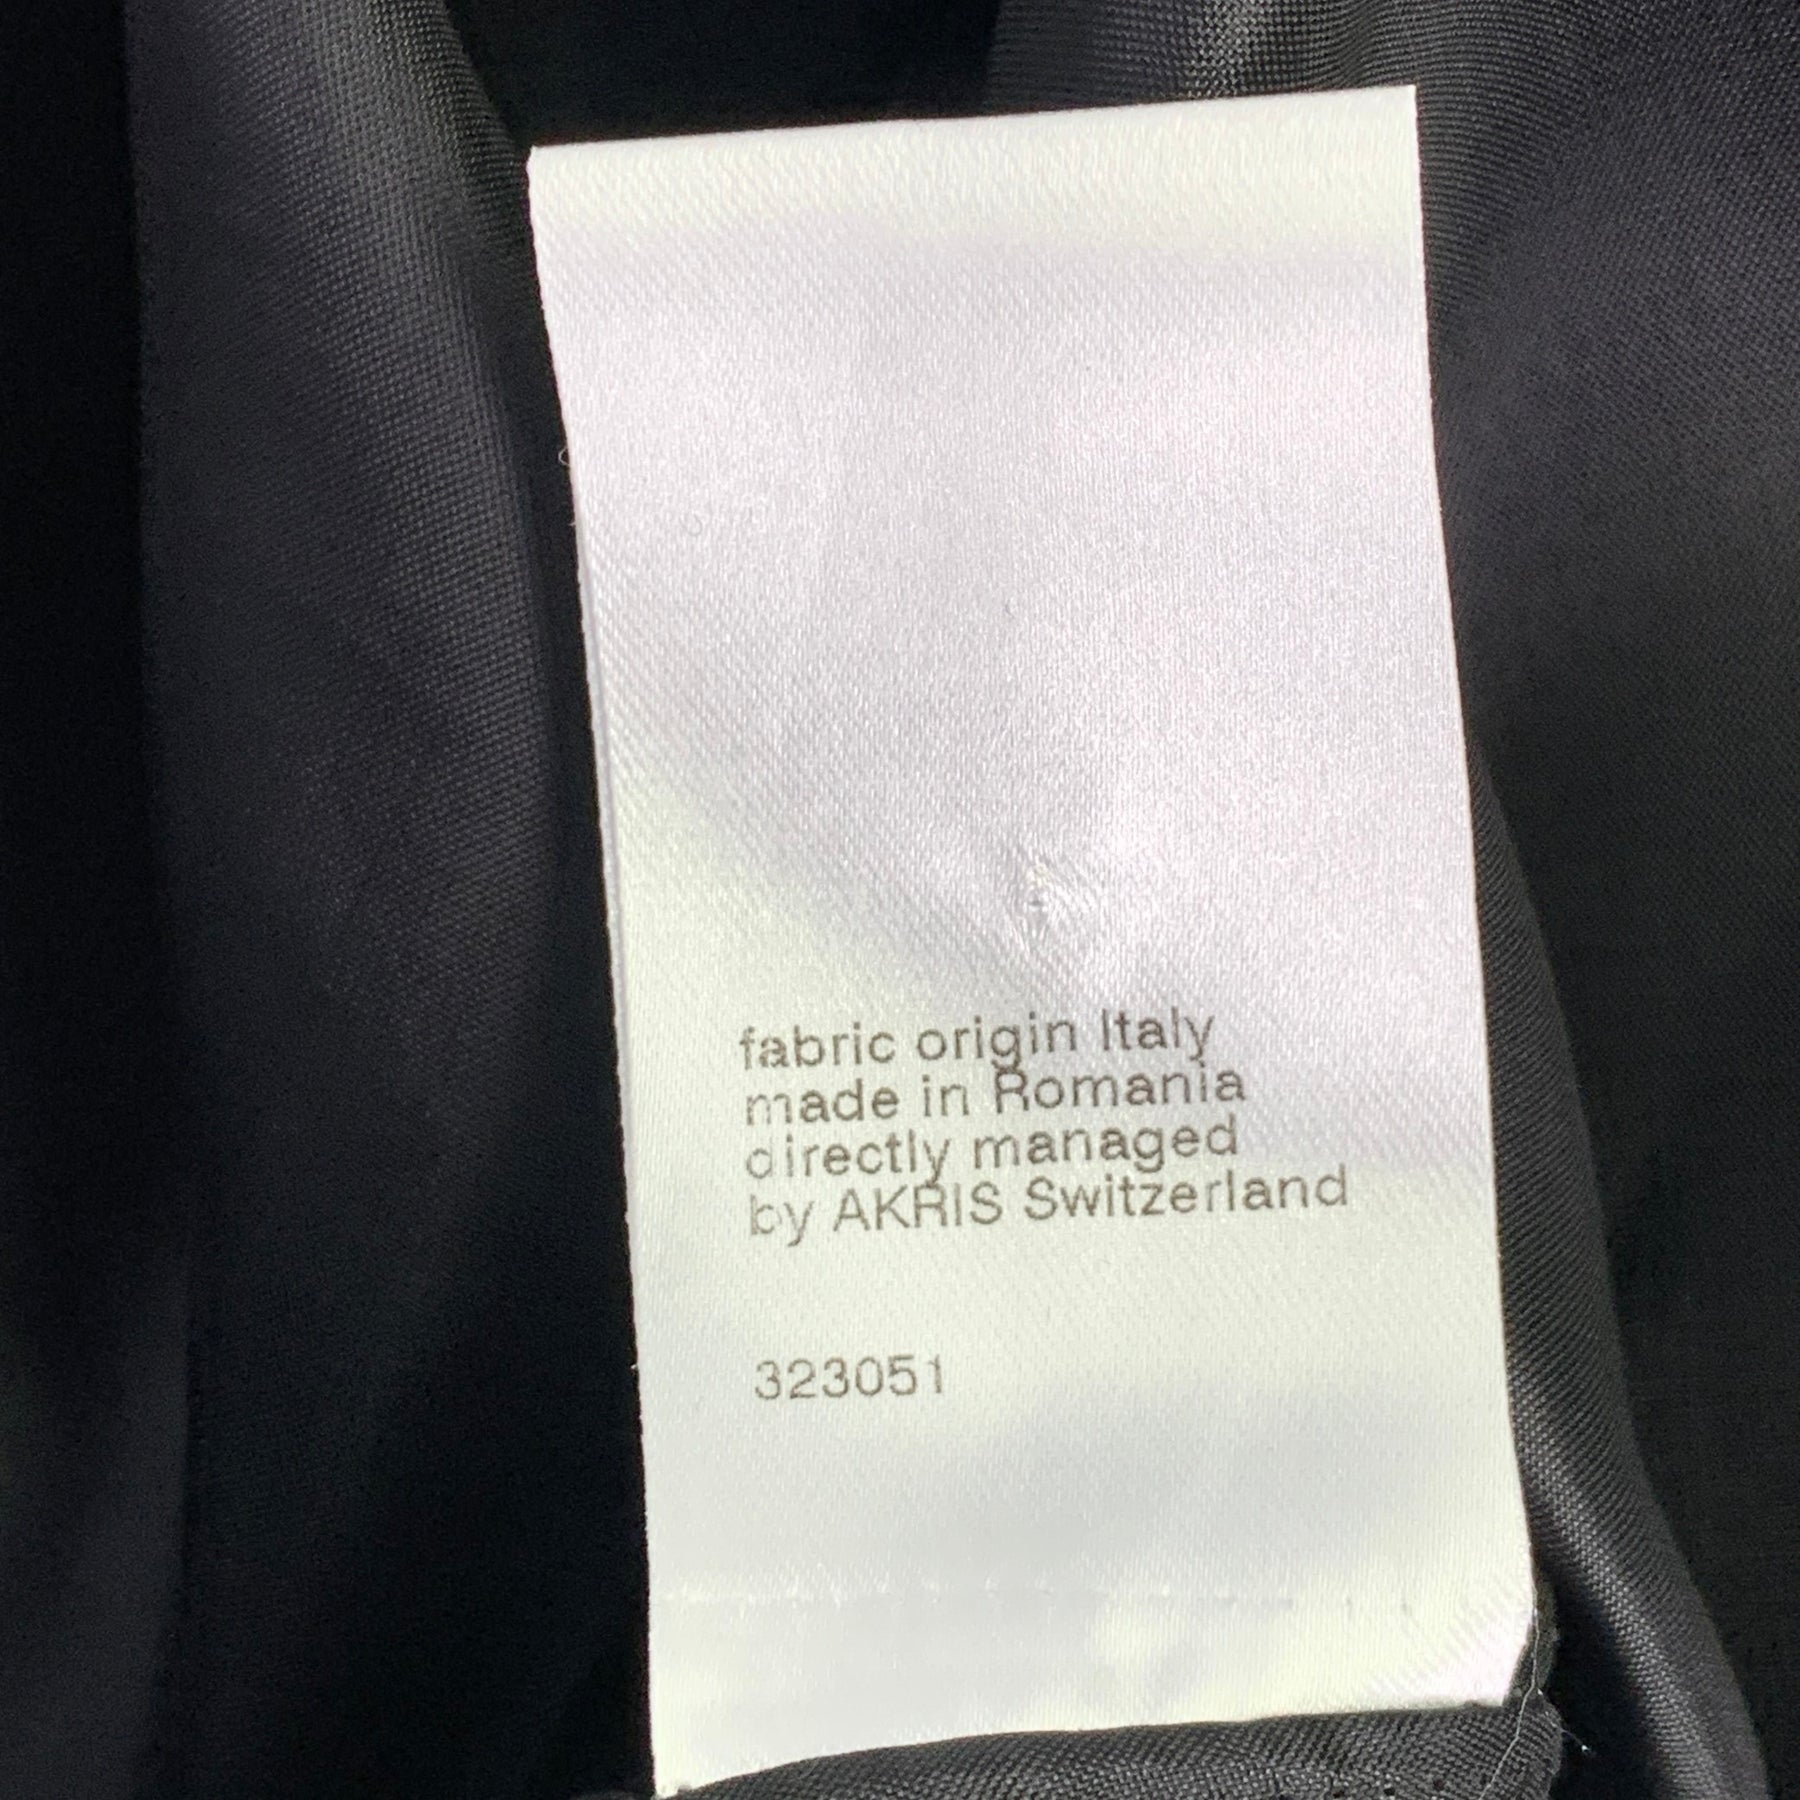 fabric origin Italy
made in Romania
directly managed
by AKRIS Switzerland
323051